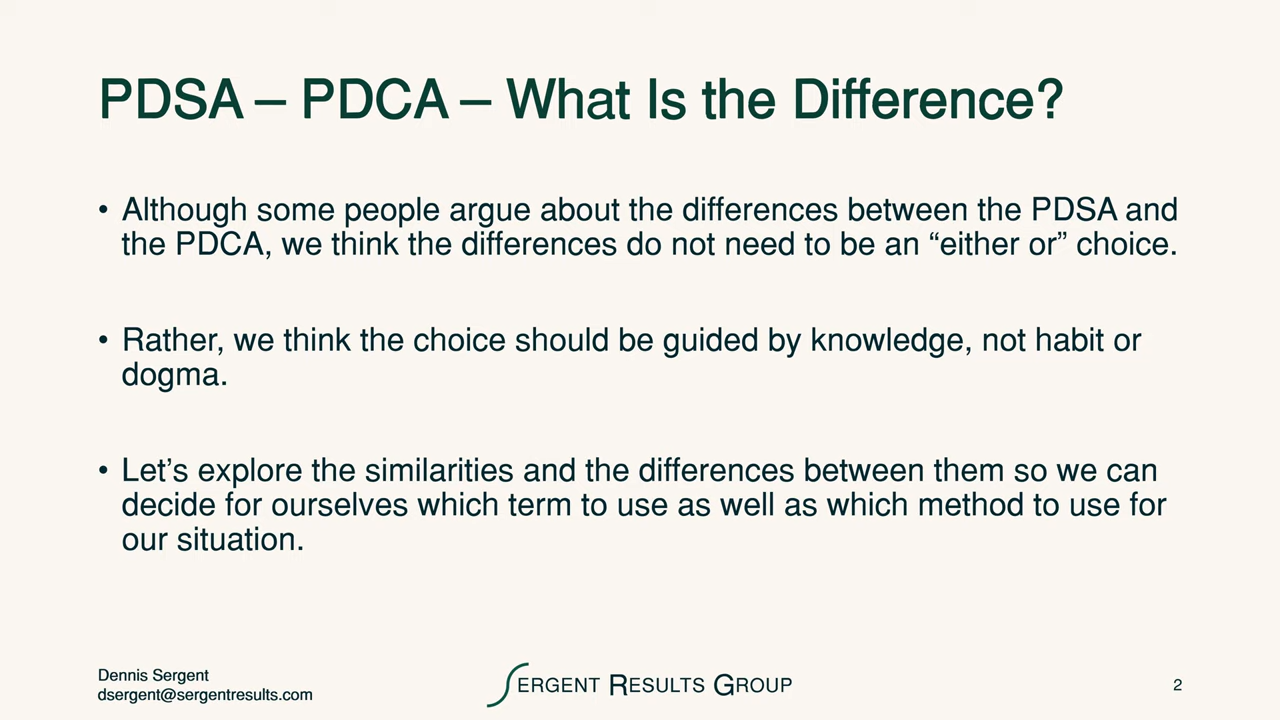 PDSA – PDCA – What Is the Difference?
• Although some people argue about the differences between the PDSA and
the PDCA, we think the differences do not need to be an “either or” choice.
• Rather, we think the choice should be guided by knowledge, not habit or
dogma.
• Let’s explore the similarities and the differences between them so we can
decide for ourselves which term to use as well as which method to use for
our situation.
Dennis Sergent
dsergent@sergentresults.com
SERGENT RESULTS GROUP
2